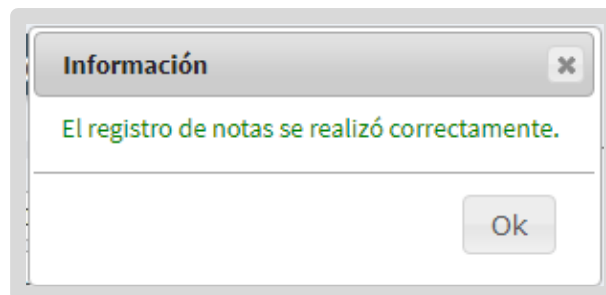 Información
El registro de notas se realizó correctamente.
Ok